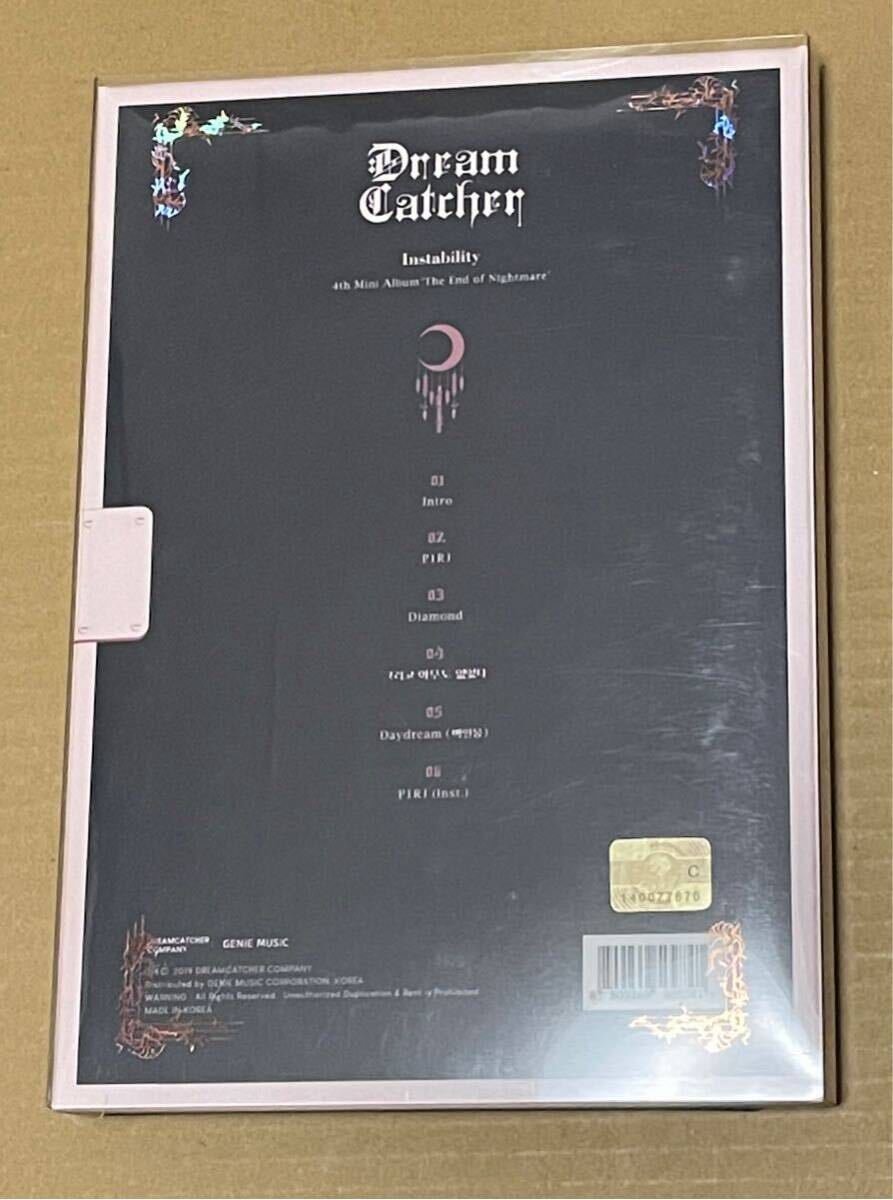 Dream
Catcher
Instability
4th Mini Album 'The End of Nightmare'
01
Intro
02
PIRI
03
Diamond
04
그리고 아무도 없었다
05
Daydream (백일몽)
06
PIRI (Inst.)
C
DREAMCATCHER
COMPANY
GENIE MUSIC
2019 DREAMCATCHER COMPANY
Distributed by GENIE MUSIC CORPORATION, KOREA
WARNING : All Rights Reserved. Unauthorized Duplication & Rental Prohibited
MADE IN KOREA